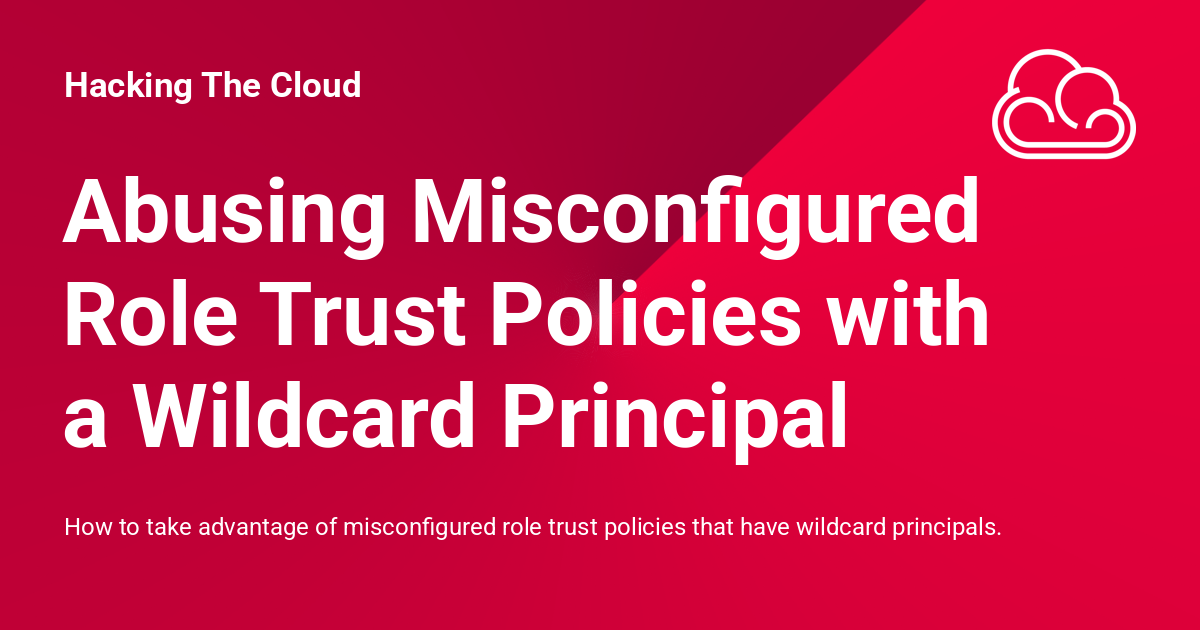 Hacking The Cloud
Abusing Misconfigured
Role Trust Policies with
a Wildcard Principal
How to take advantage of misconfigured role trust policies that have wildcard principals.